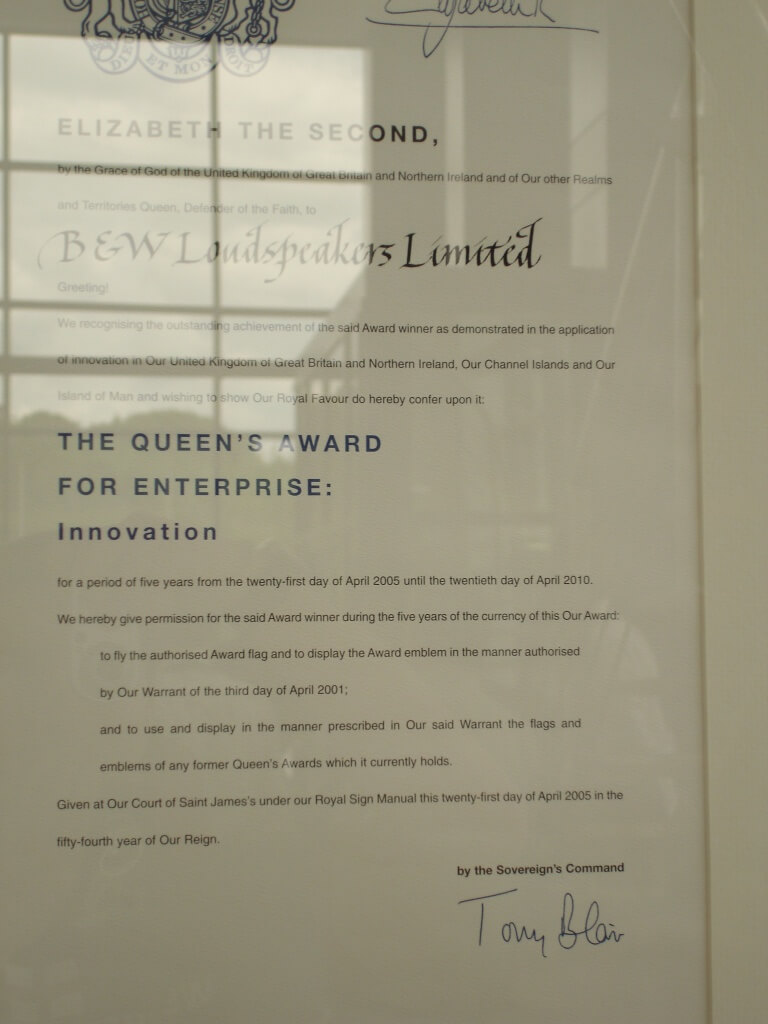 DIEU ET MON DROIT
Elizabeth R
ELIZABETH THE SECOND,
by the Grace of God of the United Kingdom of Great Britain and Northern Ireland and of Our other Realms
and Territories Queen, Defender of the Faith, to
B&W Loudspeakers Limited
Greeting!
We recognising the outstanding achievement of the said Award winner as demonstrated in the application
of innovation in Our United Kingdom of Great Britain and Northern Ireland, Our Channel Islands and Our
Island of Man and wishing to show Our Royal Favour do hereby confer upon it:
THE QUEEN'S AWARD
FOR ENTERPRISE:
Innovation
for a period of five years from the twenty-first day of April 2005 until the twentieth day of April 2010.
We hereby give permission for the said Award winner during the five years of the currency of this Our Award:
to fly the authorised Award flag and to display the Award emblem in the manner authorised
by Our Warrant of the third day of April 2001;
and to use and display in the manner prescribed in Our said Warrant the flags and
emblems of any former Queen's Awards which it currently holds.
Given at Our Court of Saint James's under our Royal Sign Manual this twenty-first day of April 2005 in the
fifty-fourth year of Our Reign.
by the Sovereign's Command
Tony Blair